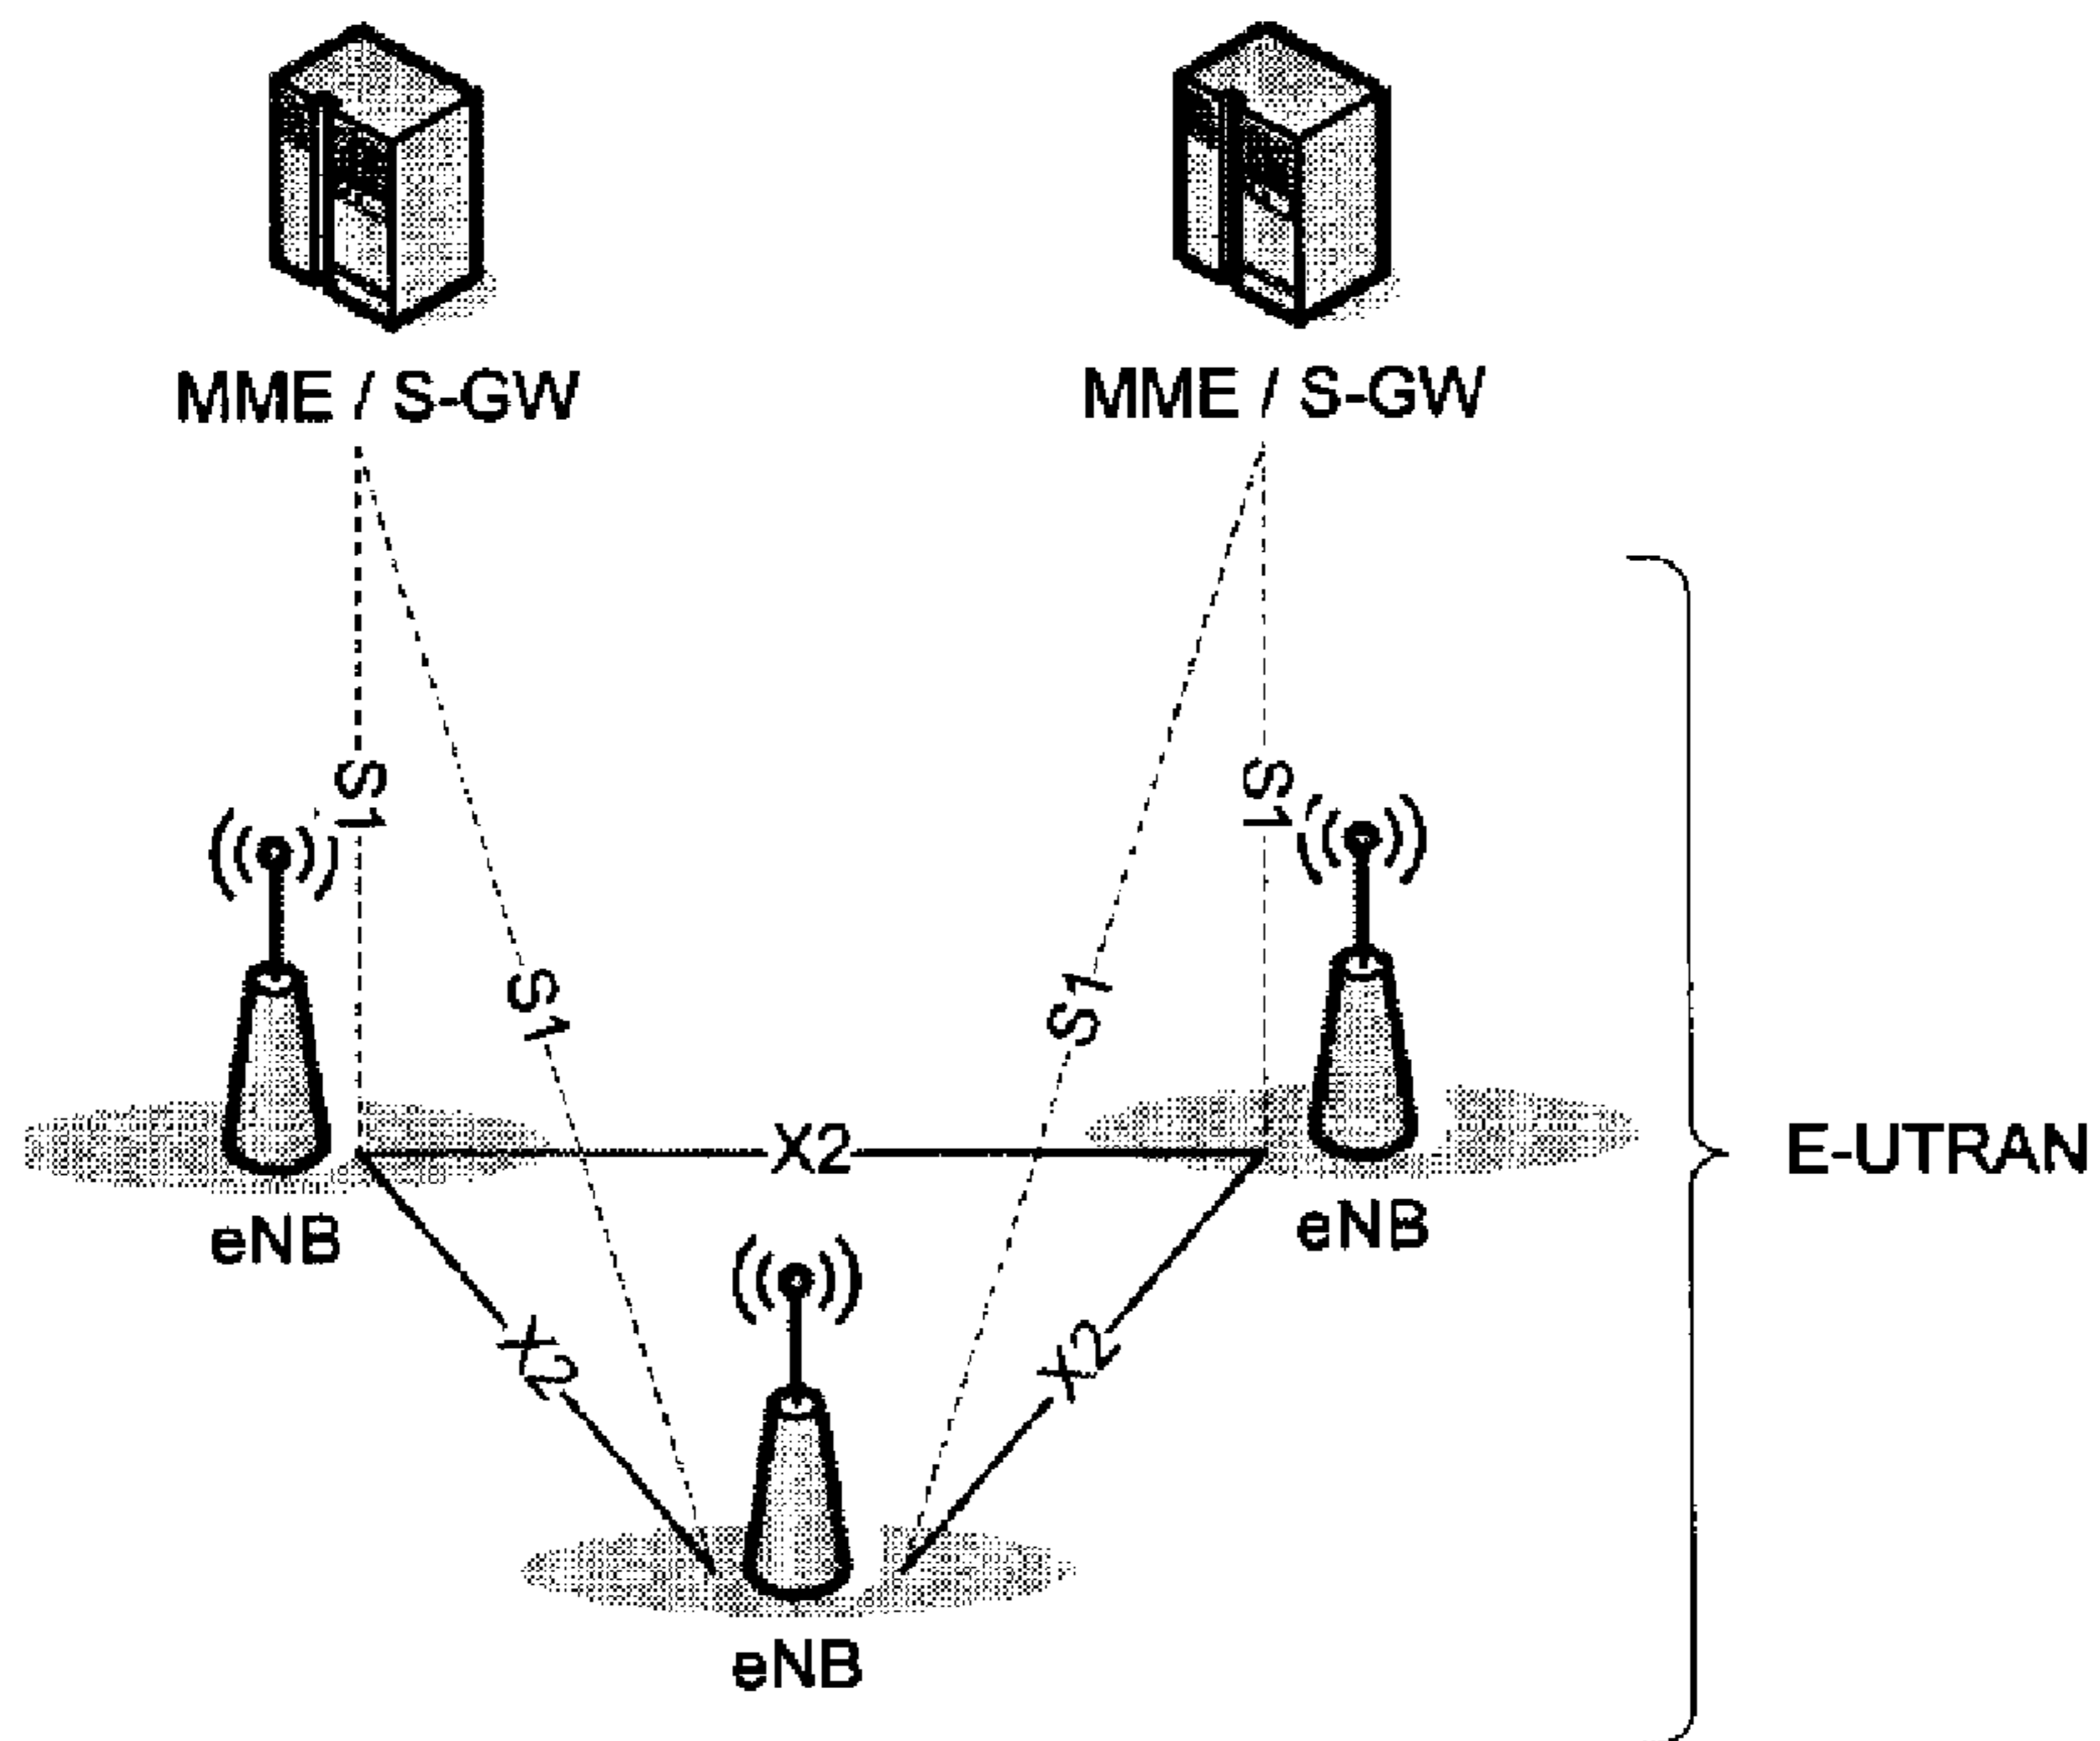 MME / S-GW
MME / S-GW
S1
S1
S1
S1
X2
E-UTRAN
eNB
eNB
X2
X2
eNB